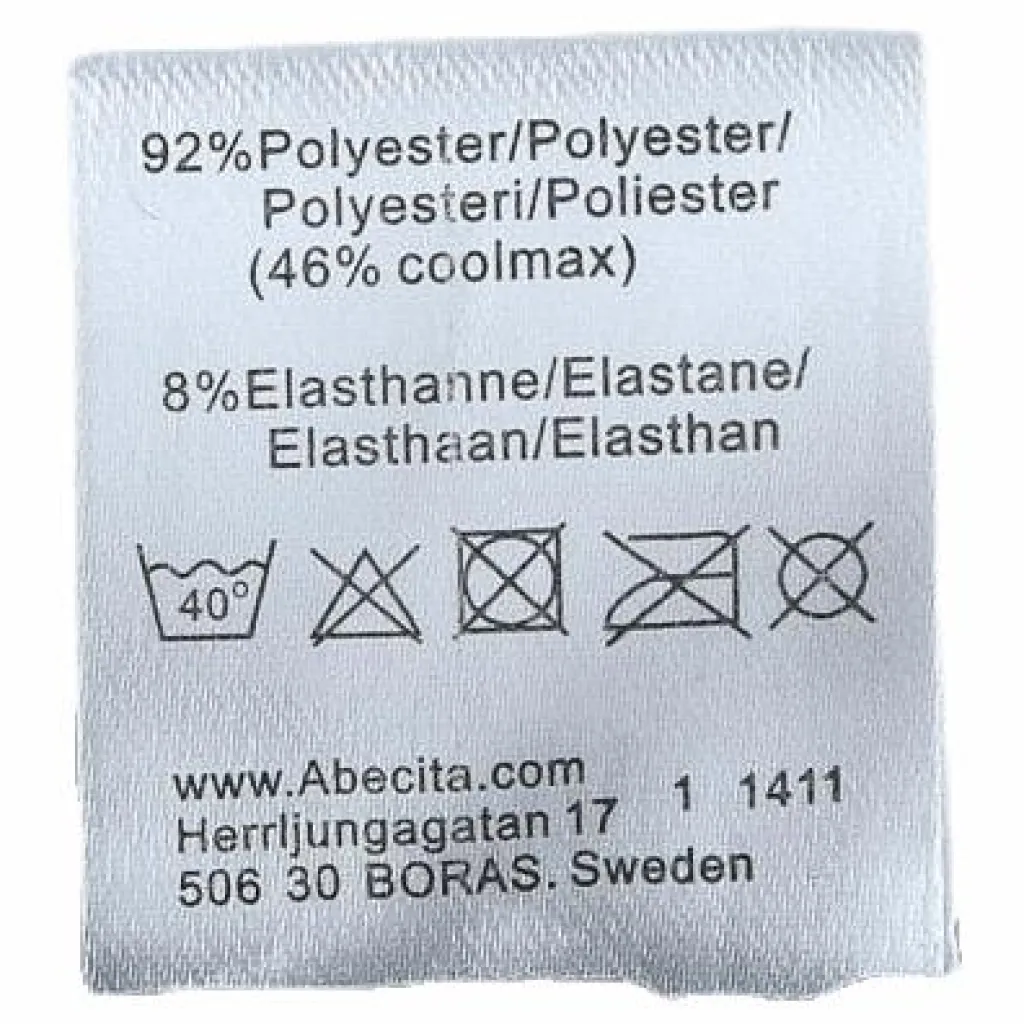 92%Polyester/Polyester/
Polyesteri/Poliester
(46% coolmax)
8%Elasthanne/Elastane/
Elasthaan/Elasthan
40°
www.Abecita.com
Herrljungagatan 17 1 1411
506 30 BORAS. Sweden